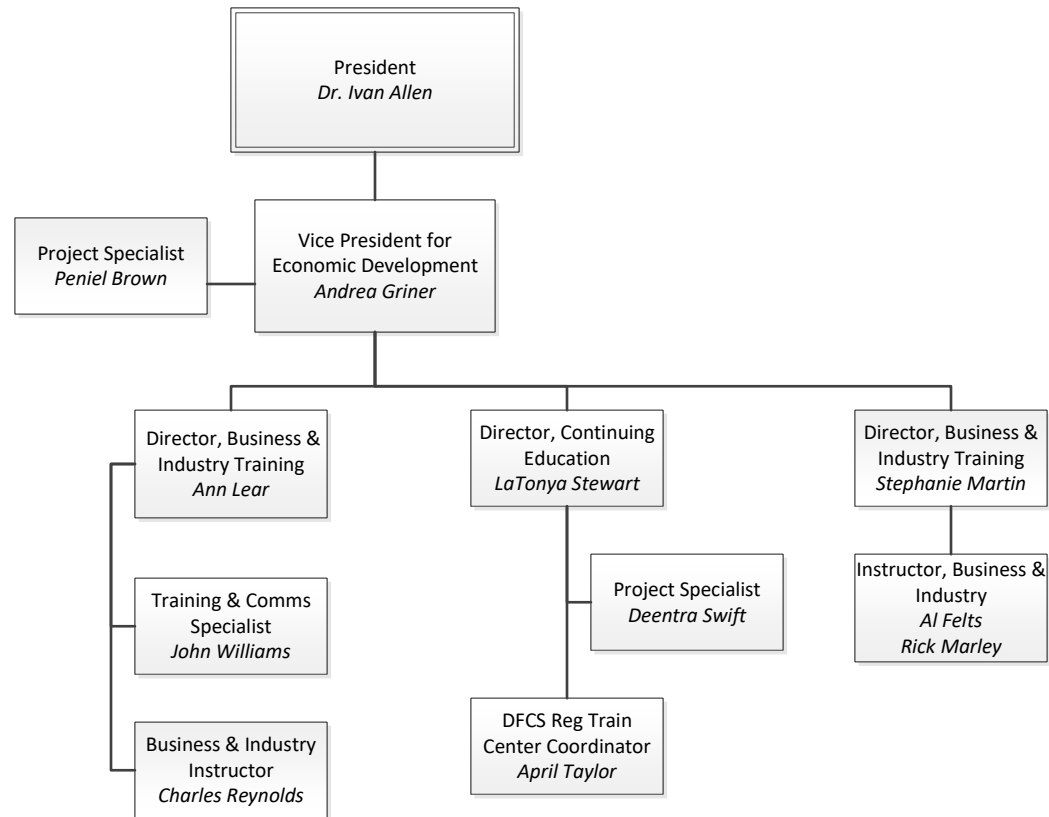 President
Dr. Ivan Allen
Project Specialist
Peniel Brown
Vice President for
Economic Development
Andrea Griner
Director, Business &
Industry Training
Ann Lear
Director, Continuing
Education
LaTonya Stewart
Director, Business &
Industry Training
Stephanie Martin
Training & Comms
Specialist
John Williams
Project Specialist
Deentra Swift
Instructor, Business &
Industry
Al Felts
Rick Marley
Business & Industry
Instructor
Charles Reynolds
DFCS Reg Train
Center Coordinator
April Taylor